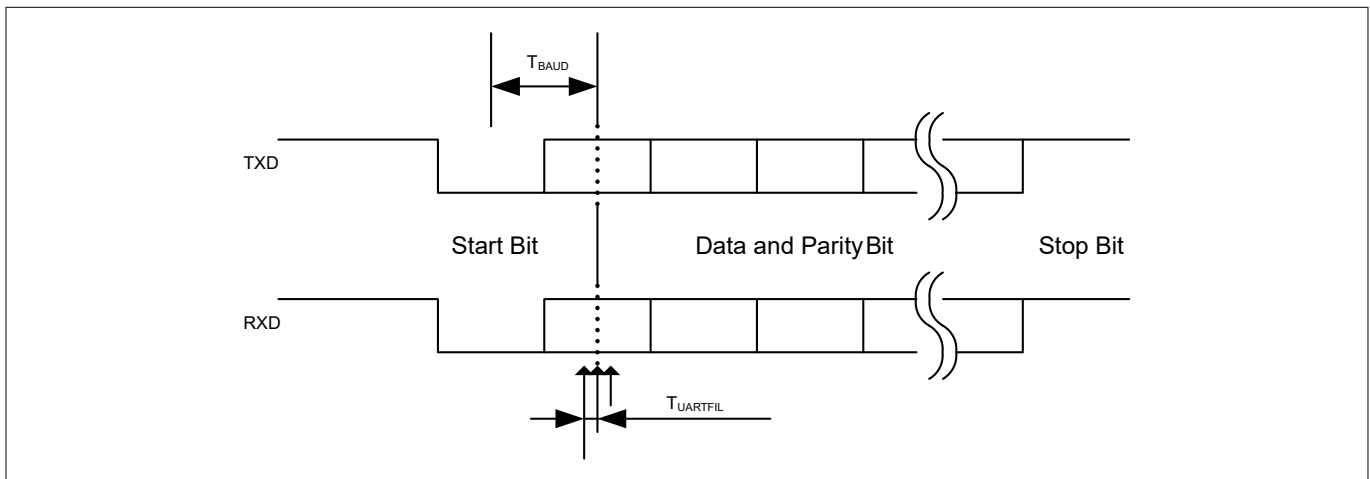 TBAUD
TXD
Start Bit
Data and Parity Bit
Stop Bit
RXD
TUARTFIL